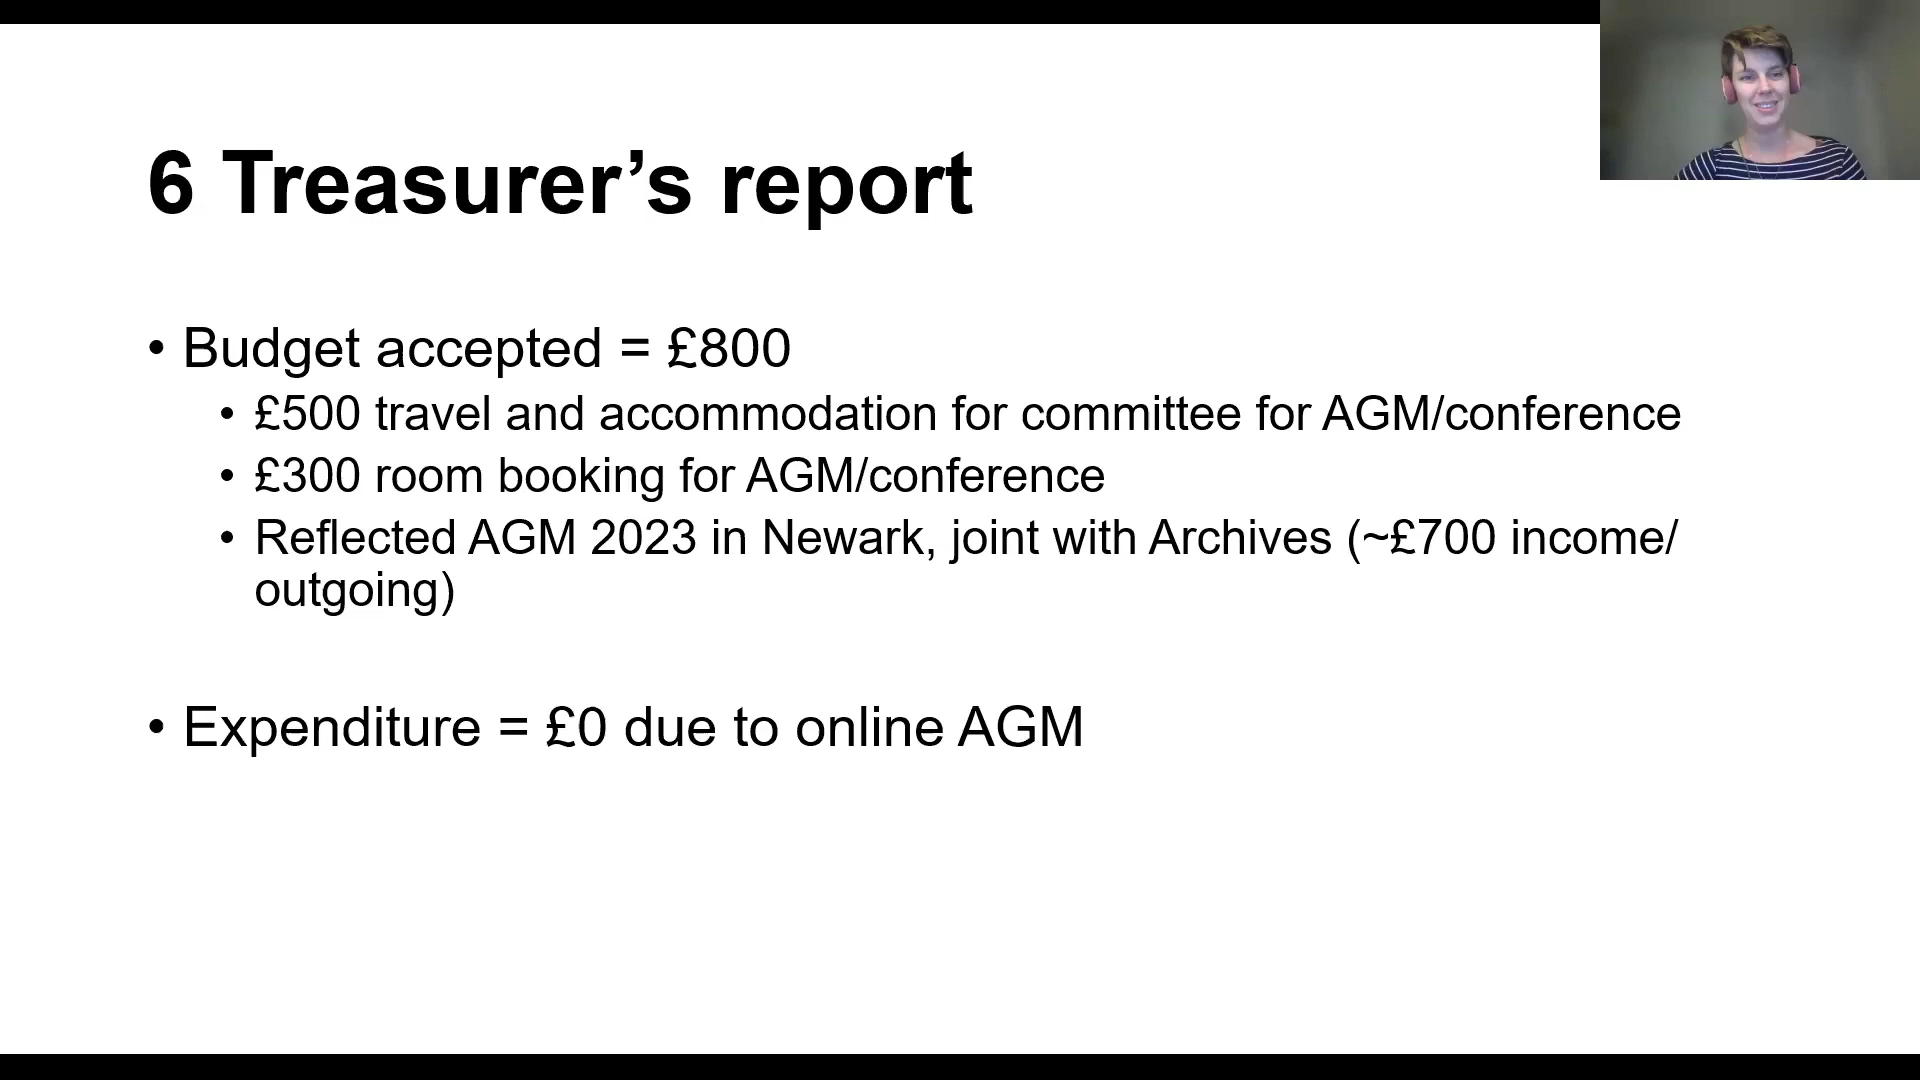 6 Treasurer’s report
• Budget accepted = £800
• £500 travel and accommodation for committee for AGM/conference
• £300 room booking for AGM/conference
• Reflected AGM 2023 in Newark, joint with Archives (~£700 income/
outgoing)
• Expenditure = £0 due to online AGM